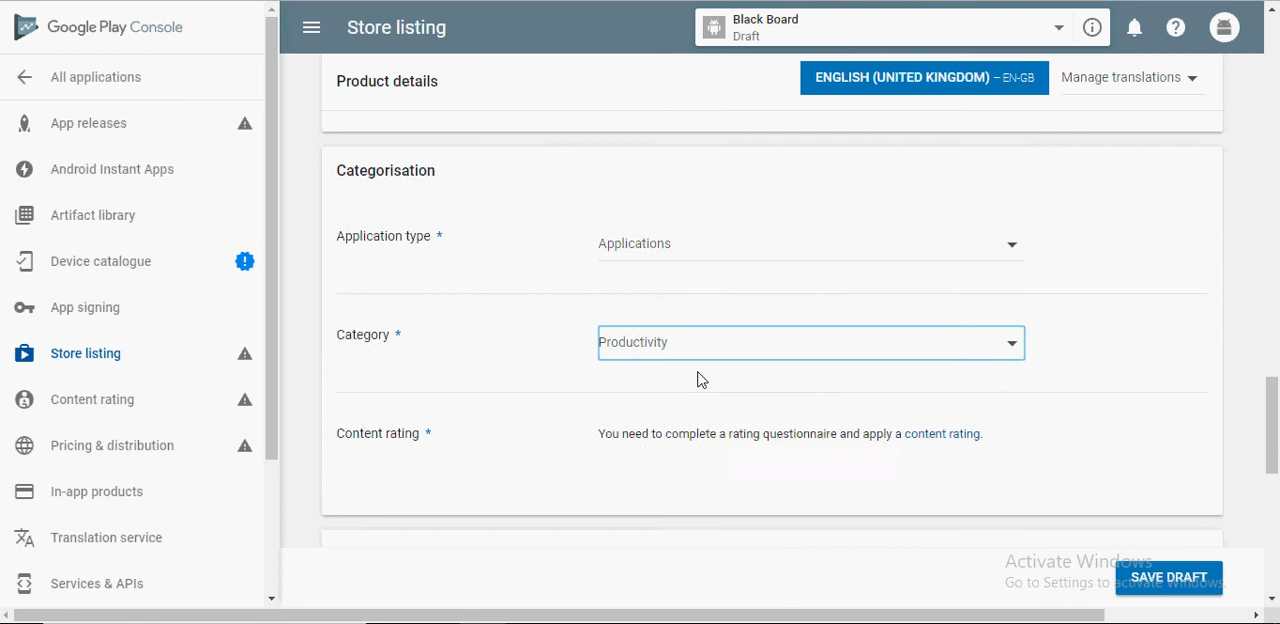 Google Play Console
All applications
App releases
Android Instant Apps
Artifact library
Device catalogue
App signing
Store listing
Content rating
Pricing & distribution
In-app products
Translation service
Services & APIs
Store listing
Black Board
Draft
Product details
ENGLISH (UNITED KINGDOM) – EN-GB
Manage translations
Categorisation
Application type *
Applications
Category *
Productivity
Content rating *
You need to complete a rating questionnaire and apply a content rating.
Activate Windows
Go to Settings to activate Windows.
SAVE DRAFT